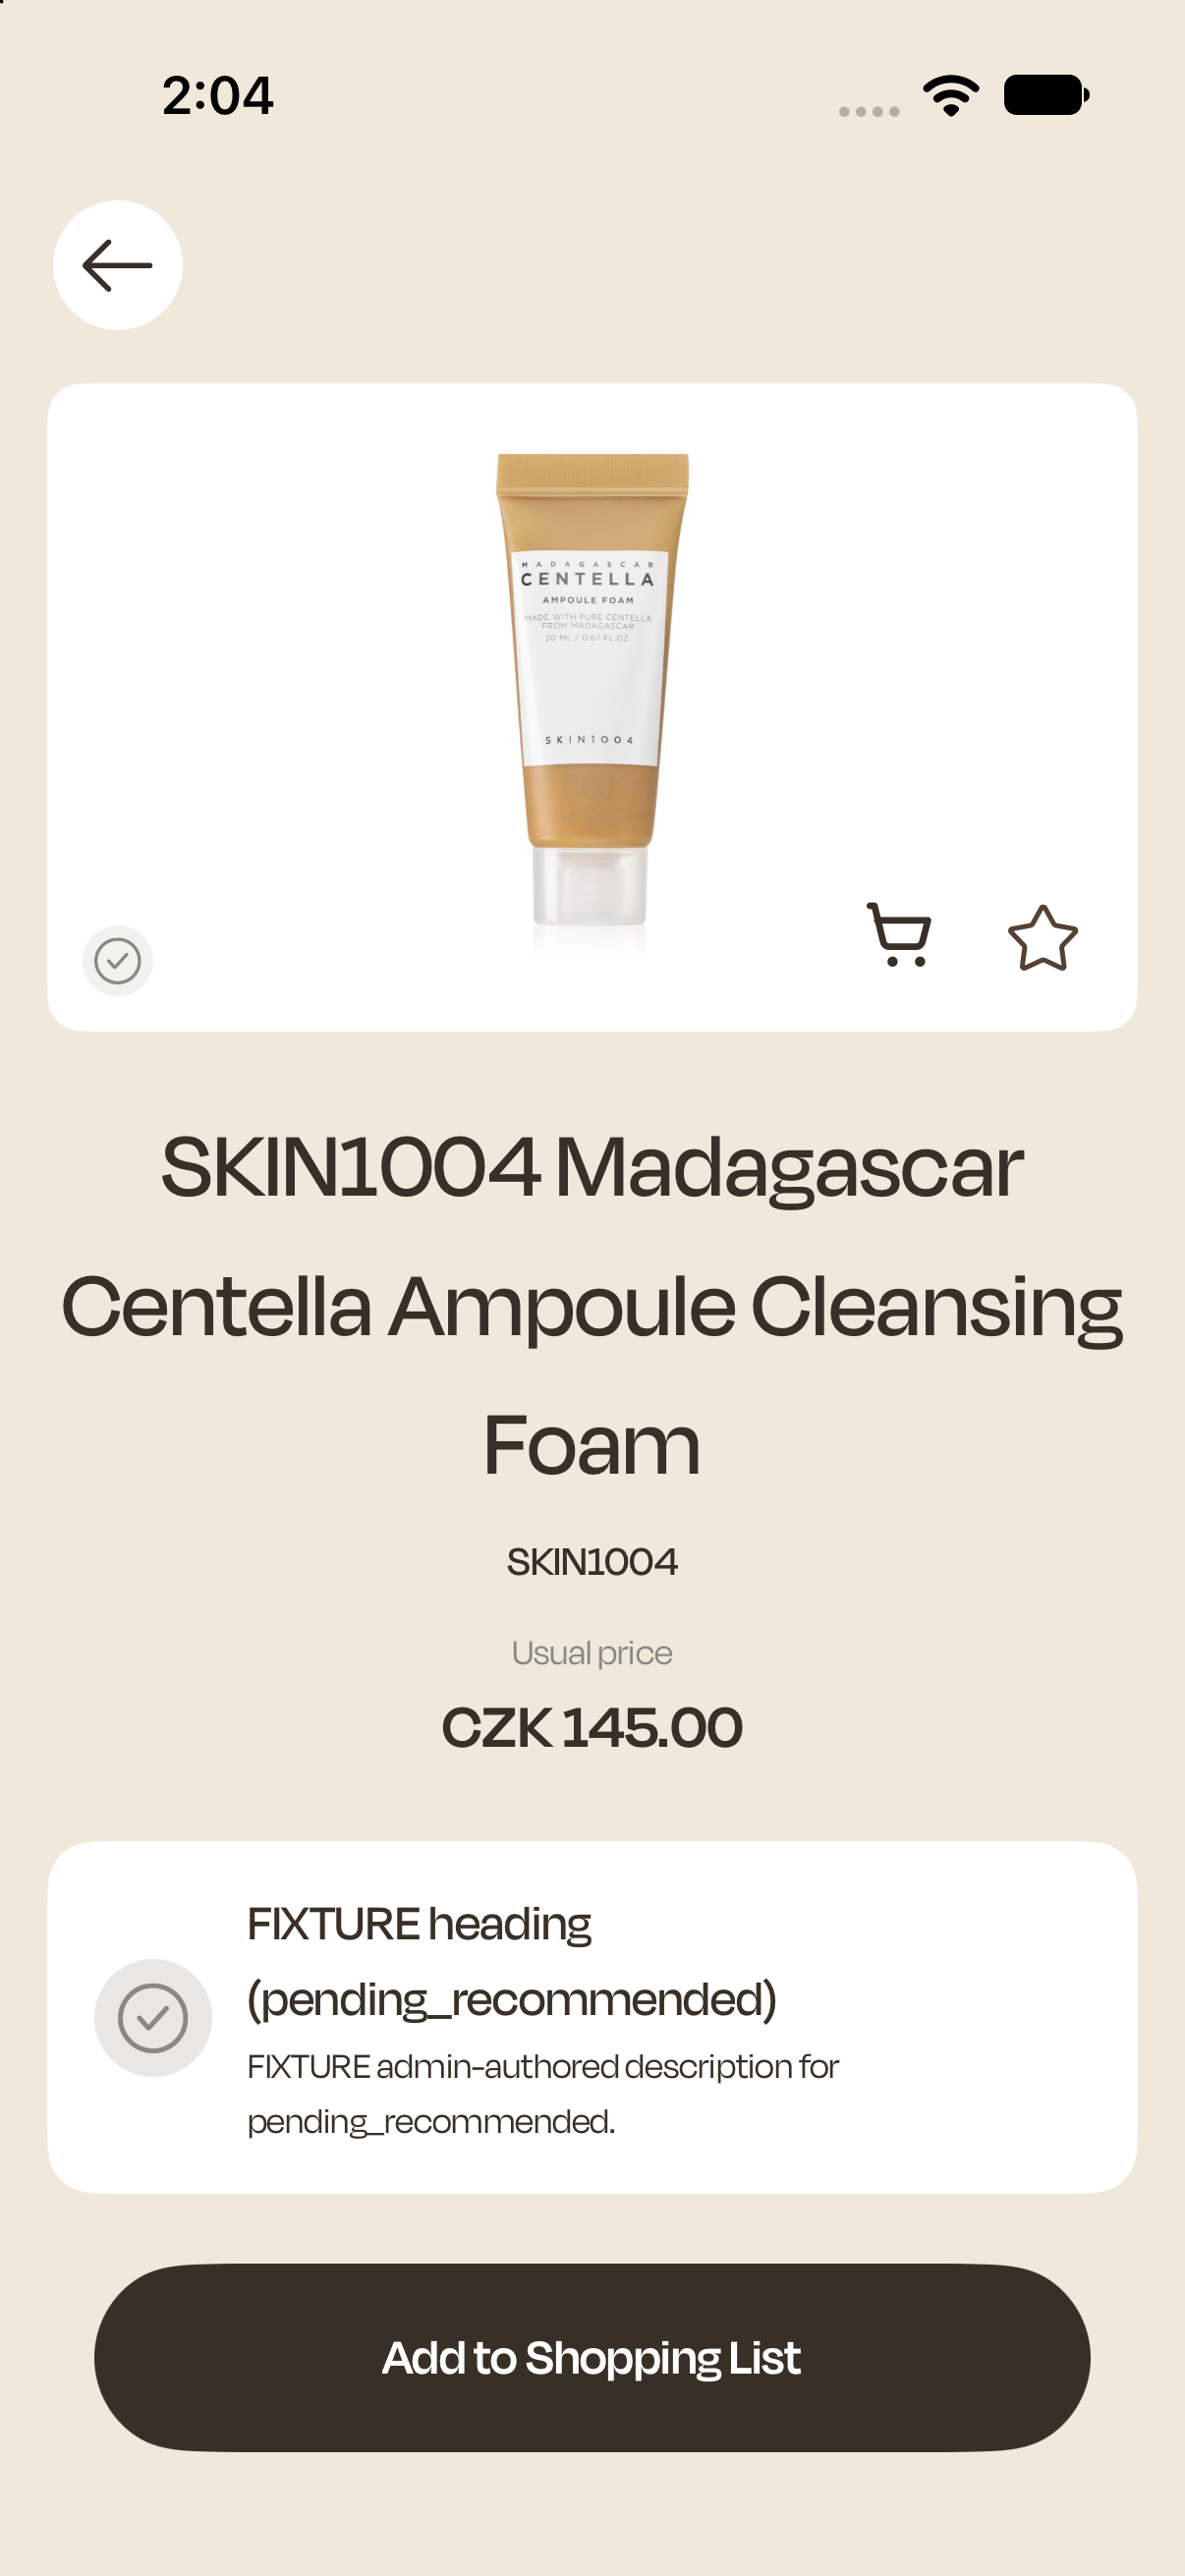 2:04
MADAGASCAR
CENTELLA
AMPOULE FOAM
MADE WITH PURE CENTELLA
FROM MADAGASCAR
20 ML / 0.67 FL.OZ.
SKIN1004
SKIN1004 Madagascar
Centella Ampoule Cleansing
Foam
SKIN1004
Usual price
CZK 145.00
FIXTURE heading
(pending_recommended)
FIXTURE admin-authored description for
pending_recommended.
Add to Shopping List